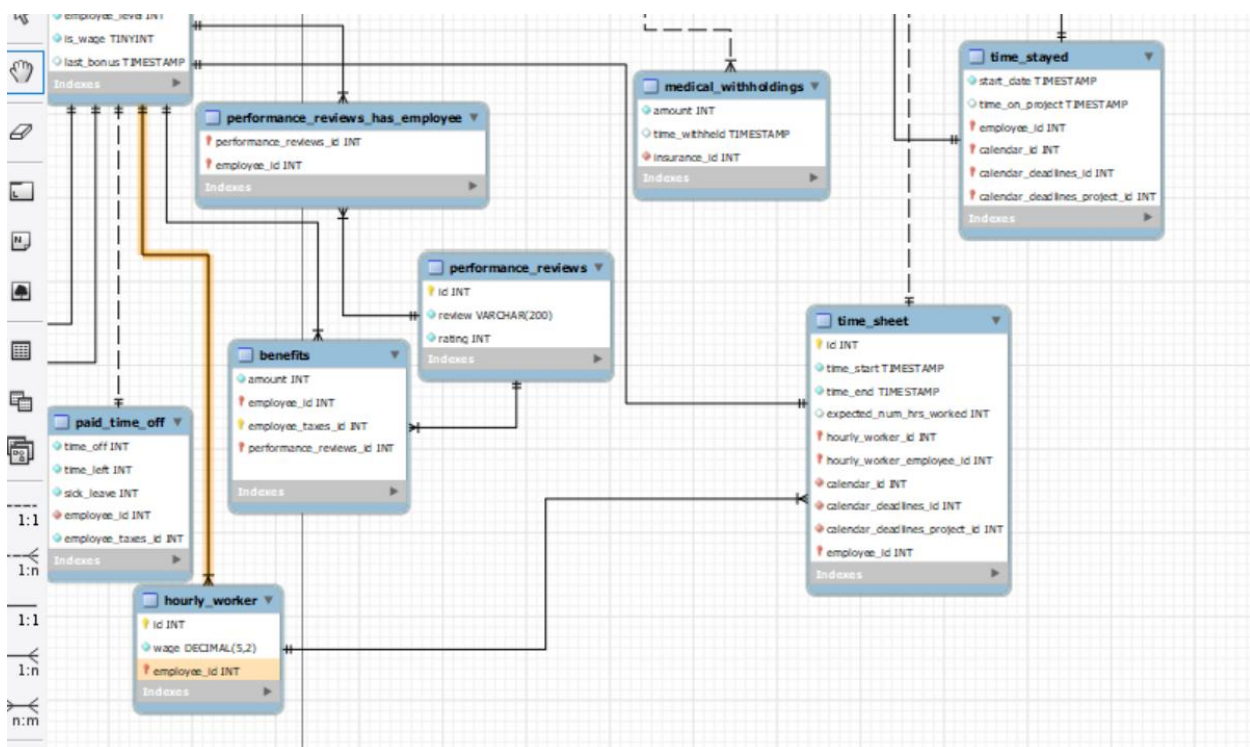 employee_level INT
is_wage TINYINT
last_bonus TIMESTAMP
Indexes
performance_reviews_has_employee
performance_reviews_id INT
employee_id INT
Indexes
medical_withholdings
amount INT
time_withheld TIMESTAMP
insurance_id INT
Indexes
time_stayed
start_date TIMESTAMP
time_on_project TIMESTAMP
employee_id INT
calendar_id INT
calendar_deadlines_id INT
calendar_deadlines_project_id INT
Indexes
performance_reviews
id INT
review VARCHAR(200)
rating INT
Indexes
benefits
amount INT
employee_id INT
employee_taxes_id INT
performance_reviews_id INT
Indexes
time_sheet
id INT
time_start TIMESTAMP
time_end TIMESTAMP
expected_num_hrs_worked INT
hourly_worker_id INT
hourly_worker_employee_id INT
calendar_id INT
calendar_deadlines_id INT
calendar_deadlines_project_id INT
employee_id INT
Indexes
paid_time_off
time_off INT
time_left INT
sick_leave INT
employee_id INT
employee_taxes_id INT
Indexes
hourly_worker
id INT
wage DECIMAL(5,2)
employee_id INT
Indexes
1:1
1:n
1:1
1:n
n:m